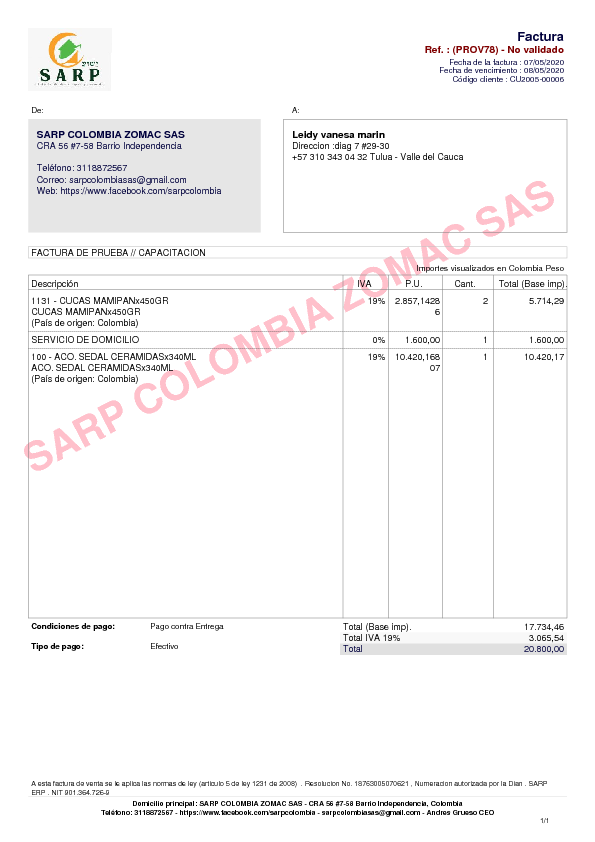 SARP
Factura
Ref. : (PROV78) - No validado
Fecha de la factura : 07/05/2020
Fecha de vencimiento : 08/05/2020
Código cliente : CU2005-00006
De:
A:
SARP COLOMBIA ZOMAC SAS
CRA 56 #7-58 Barrio Independencia
Teléfono: 3118872567
Correo: sarpcolombiasas@gmail.com
Web: https://www.facebook.com/sarpcolombia
Leidy vanesa marin
Direccion :diag 7 #29-30
+57 310 343 04 32 Tulua - Valle del Cauca
FACTURA DE PRUEBA // CAPACITACION
Importes visualizados en Colombia Peso
Descripción IVA P.U. Cant. Total (Base imp).
1131 - CUCAS MAMIPANx450GR 19% 2.857,1428 2 5.714,29
CUCAS MAMIPANx450GR 6
(País de origen: Colombia)
SERVICIO DE DOMICILIO 0% 1.600,00 1 1.600,00
100 - ACO. SEDAL CERAMIDASx340ML 19% 10.420,168 1 10.420,17
ACO. SEDAL CERAMIDASx340ML 07
(País de origen: Colombia)
SARP COLOMBIA ZOMAC SAS
Condiciones de pago: Pago contra Entrega
Tipo de pago: Efectivo
Total (Base imp). 17.734,46
Total IVA 19% 3.065,54
Total 20.800,00
A esta factura de venta se le aplica las normas de ley (artículo 5 de ley 1231 de 2008) . Resolucion No. 18763005070621 , Numeracion autorizada por la Dian . SARP
ERP . NIT 901.364.726-9
Domicilio principal : SARP COLOMBIA ZOMAC SAS - CRA 56 #7-58 Barrio Independencia, Colombia
Teléfono: 3118872567 - https://www.facebook.com/sarpcolombia - sarpcolombiasas@gmail.com - Andres Grueso CEO
1/1